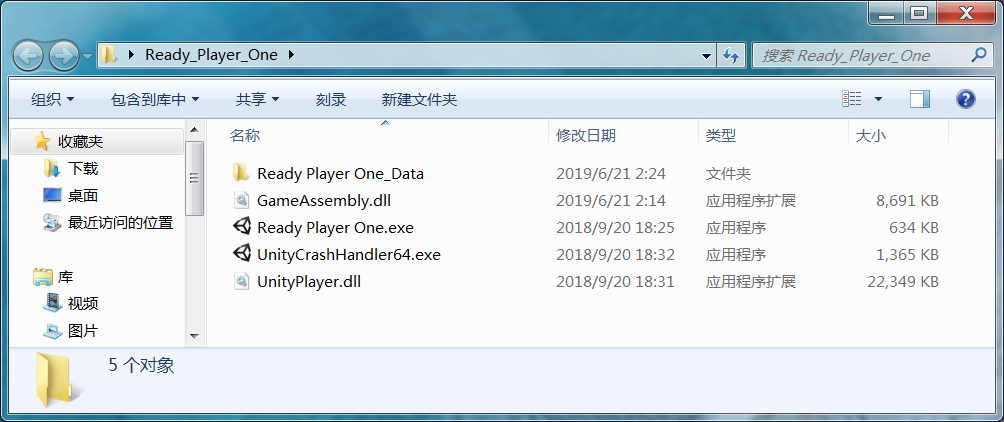 Ready_Player_One
搜索 Ready_Player_One
组织 包含到库中 共享 刻录 新建文件夹
收藏夹
下载
桌面
最近访问的位置
库
视频
图片
名称 修改日期 类型 大小
Ready Player One_Data 2019/6/21 2:24 文件夹
GameAssembly.dll 2019/6/21 2:14 应用程序扩展 8,691 KB
Ready Player One.exe 2018/9/20 18:25 应用程序 634 KB
UnityCrashHandler64.exe 2018/9/20 18:32 应用程序 1,365 KB
UnityPlayer.dll 2018/9/20 18:31 应用程序扩展 22,349 KB
5 个对象